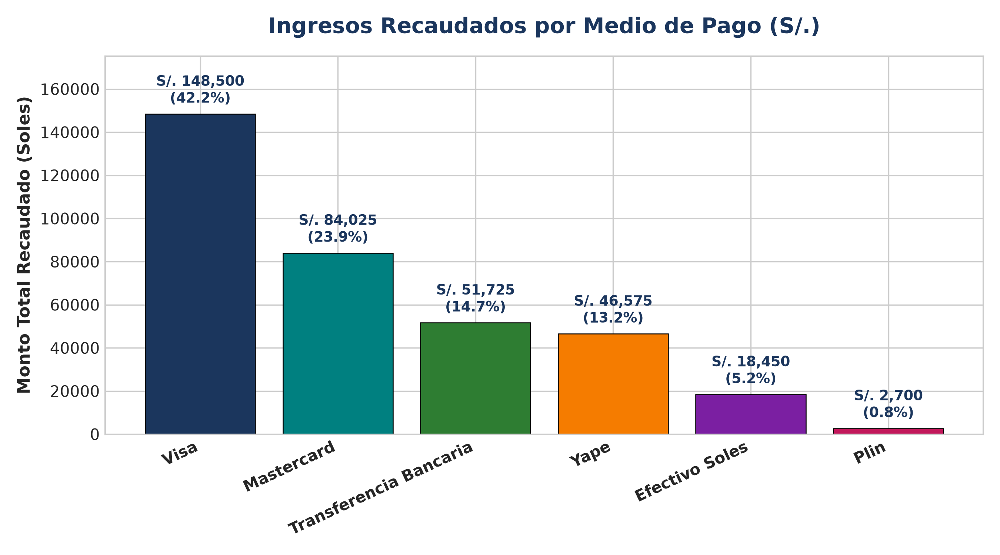 Ingresos Recaudados por Medio de Pago (S/.)
Monto Total Recaudado (Soles)
160000
140000
120000
100000
80000
60000
40000
20000
0
S/. 148,500
(42.2%)
S/. 84,025
(23.9%)
S/. 51,725
(14.7%)
S/. 46,575
(13.2%)
S/. 18,450
(5.2%)
S/. 2,700
(0.8%)
Visa
Mastercard
Transferencia Bancaria
Yape
Efectivo Soles
Plin